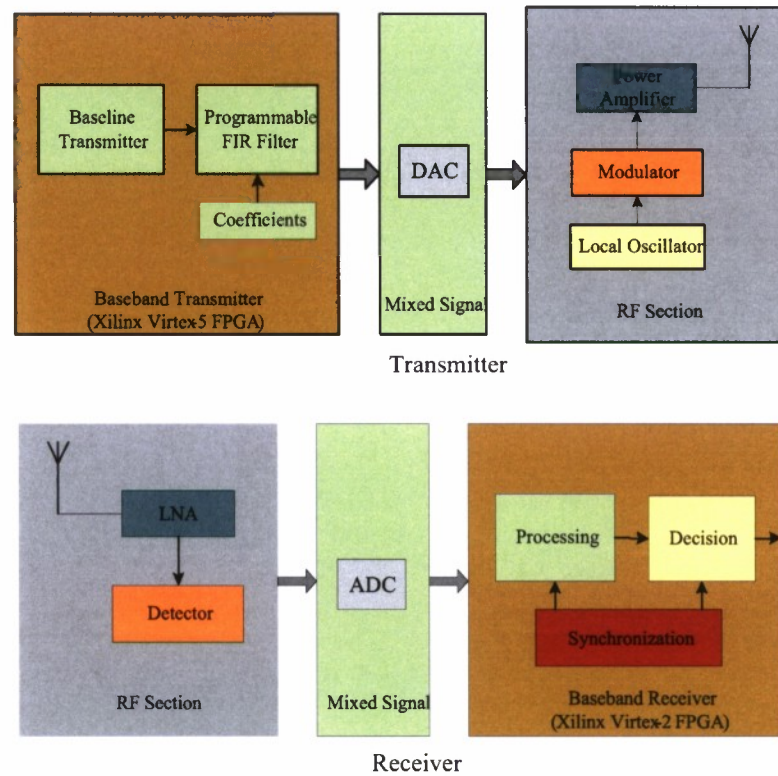 Baseline
Transmitter
Programmable
FIR Filter
Coefficients
Baseband Transmitter
(Xilinx Virtex-5 FPGA)
DAC
Mixed Signal
Power
Amplifier
Modulator
Local Oscillator
RF Section
Transmitter
LNA
Detector
RF Section
ADC
Mixed Signal
Processing
Decision
Synchronization
Baseband Receiver
(Xilinx Virtex-2 FPGA)
Receiver